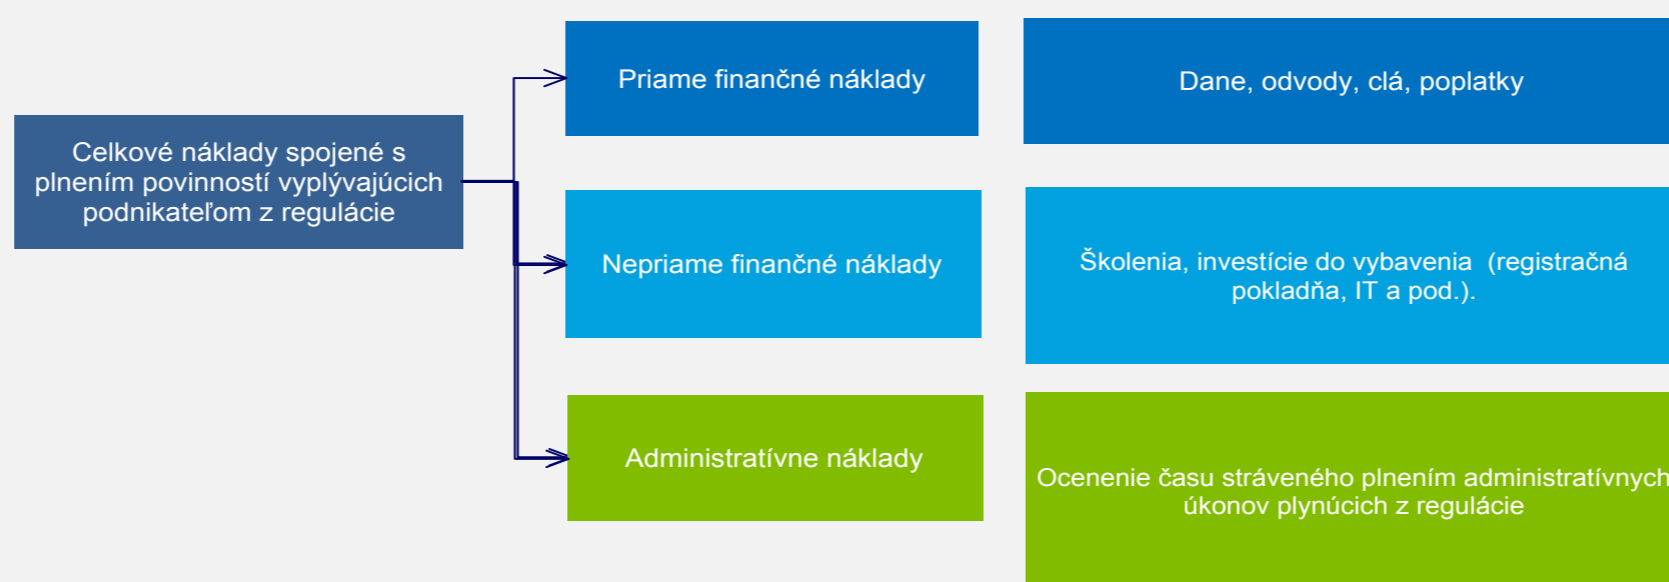 Celkové náklady spojené s
plnením povinností vyplývajúcich
podnikateľom z regulácie
Priame finančné náklady
Dane, odvody, clá, poplatky
Nepriame finančné náklady
Školenia, investície do vybavenia  (registračná
pokladňa, IT a pod.).
Administratívne náklady
Ocenenie času stráveného plnením administratívnych
úkonov plynúcich z regulácie